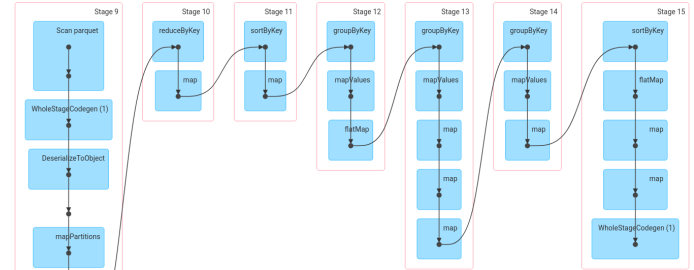 Stage 9
Scan parquet
WholeStageCodegen (1)
DeserializeToObject
mapPartitions
Stage 10
reduceByKey
map
Stage 11
sortByKey
map
Stage 12
groupByKey
mapValues
flatMap
Stage 13
groupByKey
mapValues
map
map
map
Stage 14
groupByKey
mapValues
map
Stage 15
sortByKey
flatMap
map
map
WholeStageCodegen (1)